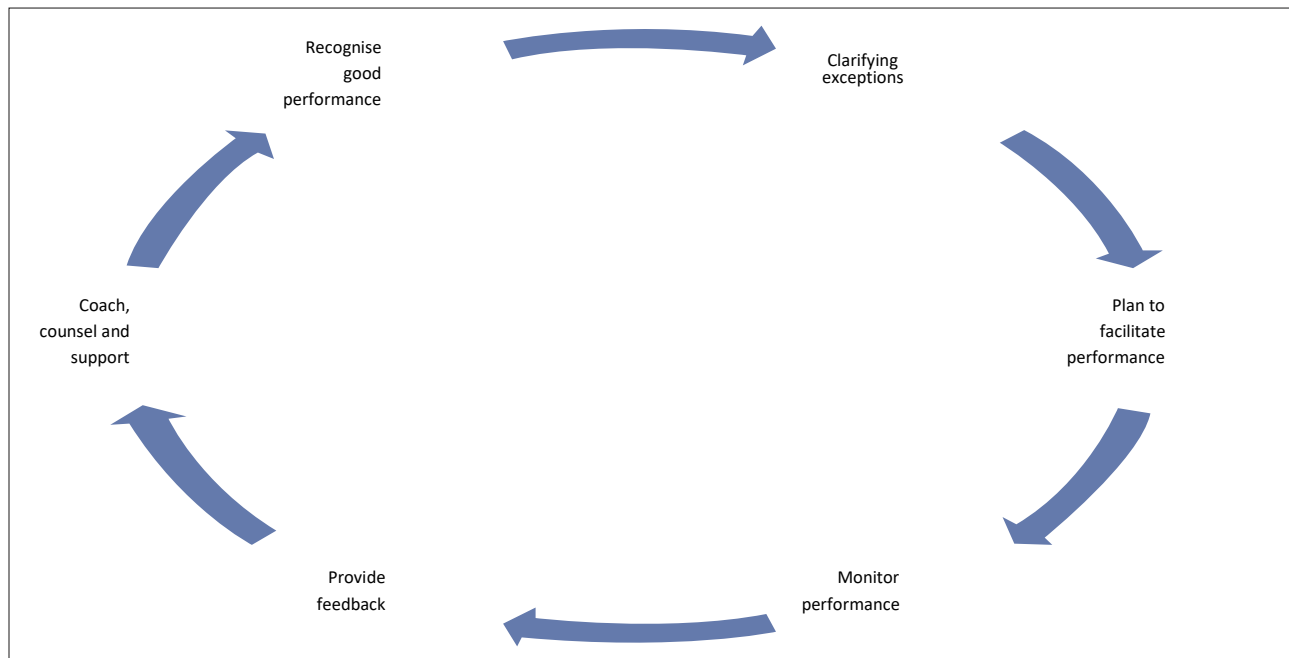 Recognise
good
performance
Clarifying
exceptions
Plan to
facilitate
performance
Monitor
performance
Provide
feedback
Coach,
counsel and
support